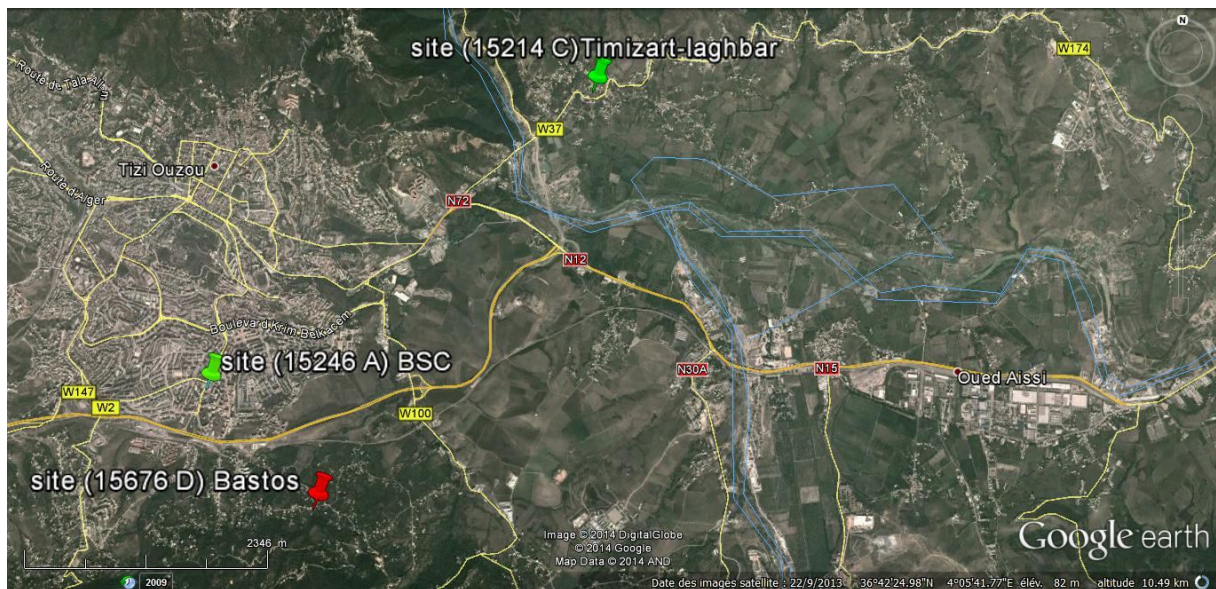 N
site (15214 C)Timizart-laghbar
W174
Route de Tala Allam
W37
Tizi Ouzou
Route d'Alger
N72
N12
Boulevard Krim Belkacem
site (15246 A) BSC
N30A
N15
Oued Aissi
W147
W2
W100
site (15676 D) Bastos
2346 m
Image © 2014 DigitalGlobe
© 2014 Google
Map Data © 2014 AND
Google earth
2009
Date des images satellite : 22/9/2013 36°42'24.98"N 4°05'41.77"E élév. 82 m altitude 10.49 km